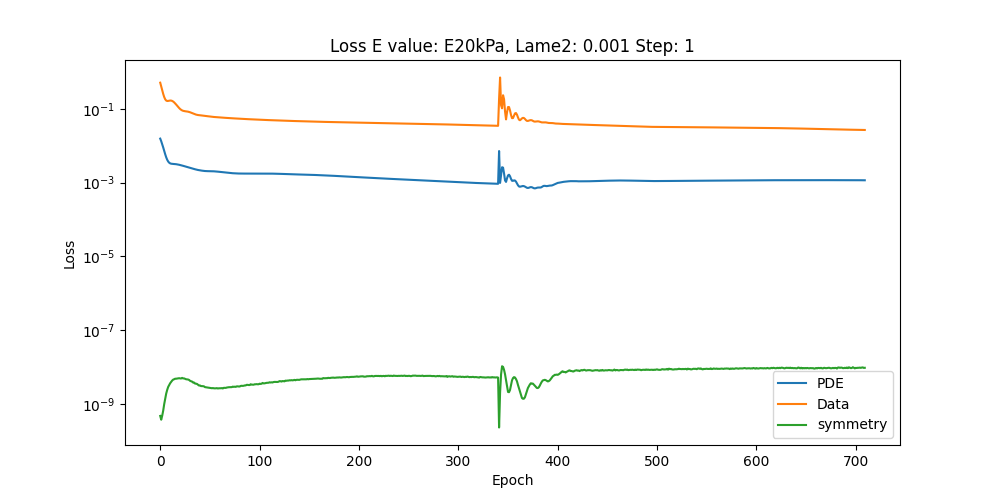 Loss E value: E20kPa, Lame2: 0.001 Step: 1
Loss
10⁻¹
10⁻³
10⁻⁵
10⁻⁷
10⁻⁹
PDE
Data
symmetry
0 100 200 300 400 500 600 700
Epoch